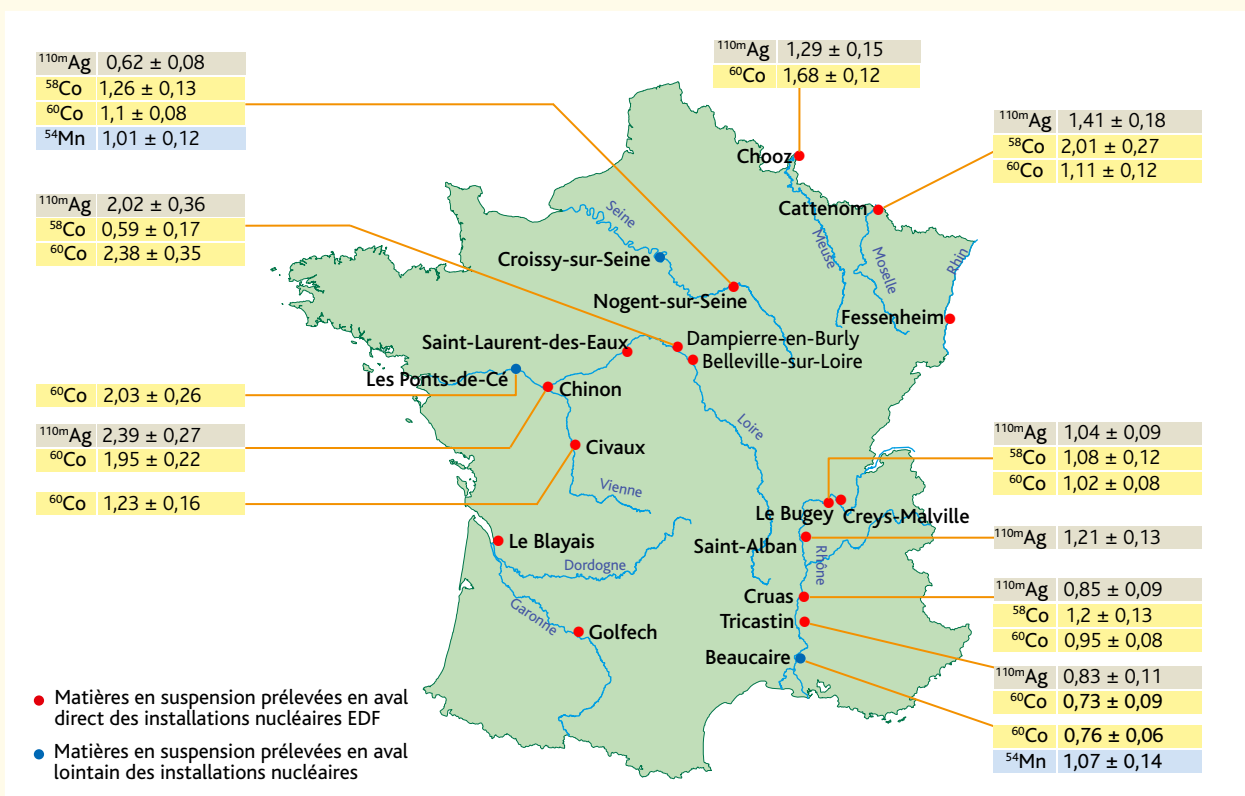 110mAg 0,62 ± 0,08
58Co 1,26 ± 0,13
60Co 1,1 ± 0,08
54Mn 1,01 ± 0,12
110mAg 1,29 ± 0,15
60Co 1,68 ± 0,12
110mAg 1,41 ± 0,18
58Co 2,01 ± 0,27
60Co 1,11 ± 0,12
110mAg 2,02 ± 0,36
58Co 0,59 ± 0,17
60Co 2,38 ± 0,35
Chooz
Cattenom
Seine
Meuse
Moselle
Rhin
Croissy-sur-Seine
Nogent-sur-Seine
Fessenheim
Saint-Laurent-des-Eaux
Dampierre-en-Burly
Belleville-sur-Loire
Les Ponts-de-Cé
Chinon
60Co 2,03 ± 0,26
110mAg 2,39 ± 0,27
60Co 1,95 ± 0,22
60Co 1,23 ± 0,16
Loire
Civaux
Vienne
110mAg 1,04 ± 0,09
58Co 1,08 ± 0,12
60Co 1,02 ± 0,08
Le Bugey
Creys-Malville
Le Blayais
Saint-Alban
Rhône
110mAg 1,21 ± 0,13
Dordogne
Garonne
Golfech
Cruas
Tricastin
Beaucaire
110mAg 0,85 ± 0,09
58Co 1,2 ± 0,13
60Co 0,95 ± 0,08
110mAg 0,83 ± 0,11
60Co 0,73 ± 0,09
60Co 0,76 ± 0,06
54Mn 1,07 ± 0,14
Matières en suspension prélevées en aval
direct des installations nucléaires EDF
Matières en suspension prélevées en aval
lointain des installations nucléaires